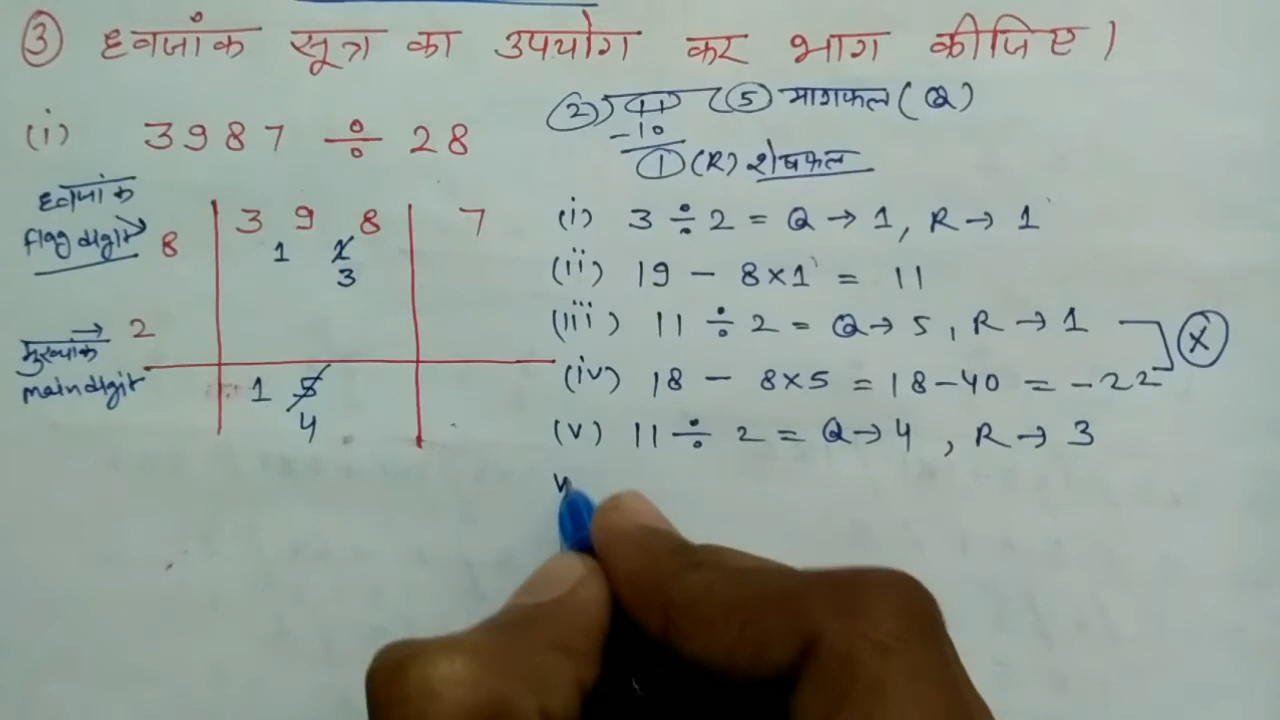 ③ ध्वजांक सूत्र का उपयोग कर भाग कीजिए।
(i) 3987 ÷ 28
2) 11 (5 भागफल (Q)
-10
1 (R) शेषफल
ध्वजांक
flag digit → 8
3 9 8 7
1 1
3
मुख्यांक → 2
main digit
1 5
4
(i) 3 ÷ 2 = Q → 1, R → 1
(ii) 19 - 8×1 = 11
(iii) 11 ÷ 2 = Q → 5, R → 1
(iv) 18 - 8×5 = 18-40 = -22
(X)
(v) 11 ÷ 2 = Q → 4, R → 3